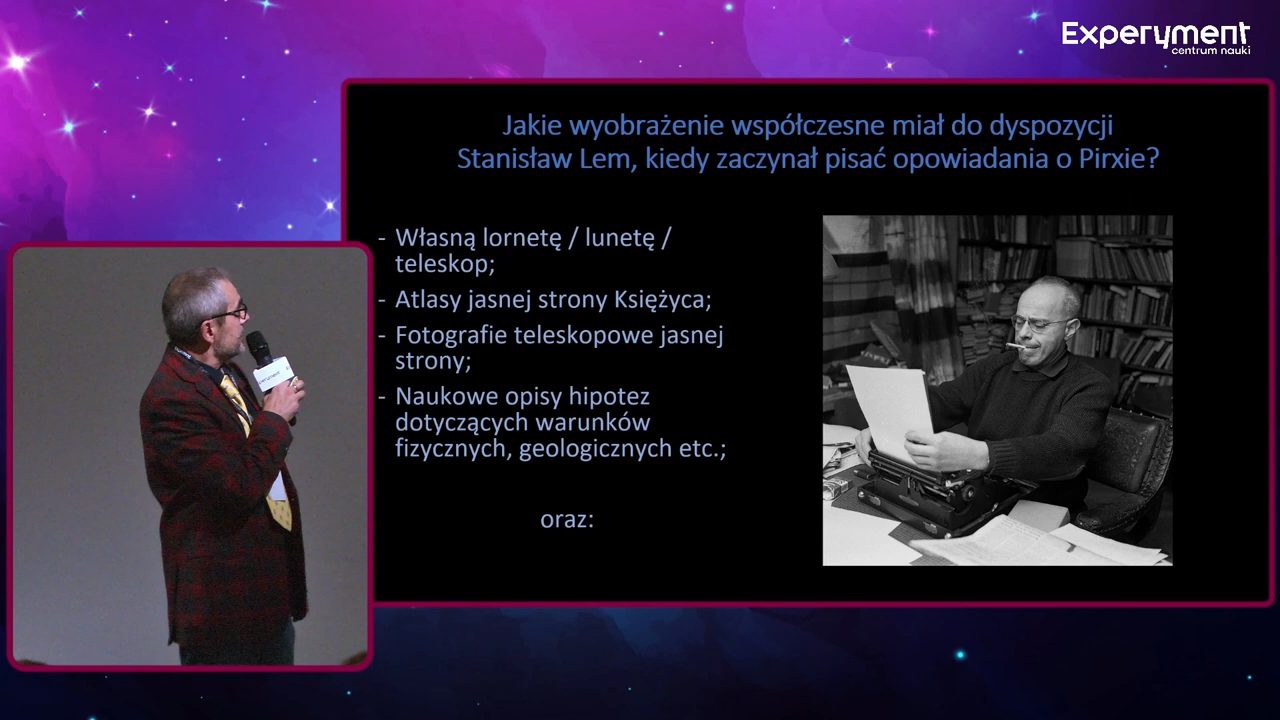 Experyment
centrum nauki
Jakie wyobrażenie współczesne miał do dyspozycji
Stanisław Lem, kiedy zaczynał pisać opowiadania o Pirxie?
- Własną lornetę / lunetę /
teleskop;
- Atlasy jasnej strony Księżyca;
- Fotografie teleskopowe jasnej
strony;
- Naukowe opisy hipotez
dotyczących warunków
fizycznych, geologicznych etc.;
oraz: